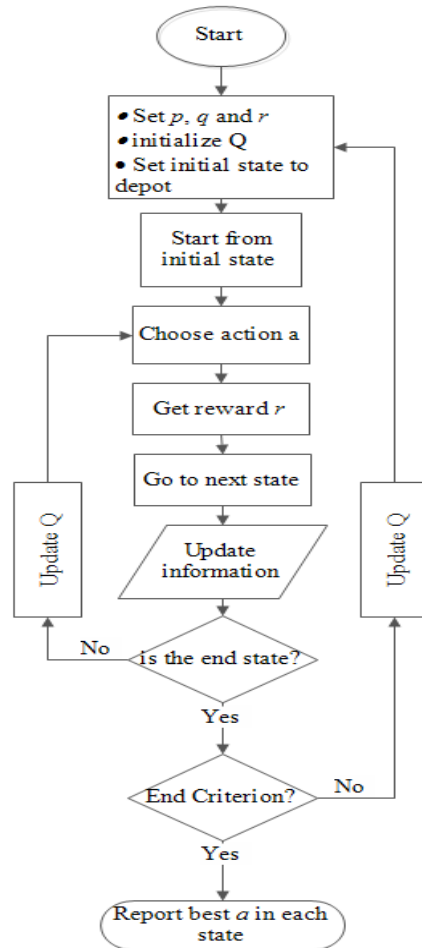 Start
● Set p, q and r
● initialize Q
● Set initial state to
depot
Start from
initial state
Choose action a
Get reward r
Go to next state
Update Q
Update Q
Update
information
No
is the end state?
Yes
End Criterion?
No
Yes
Report best a in each
state